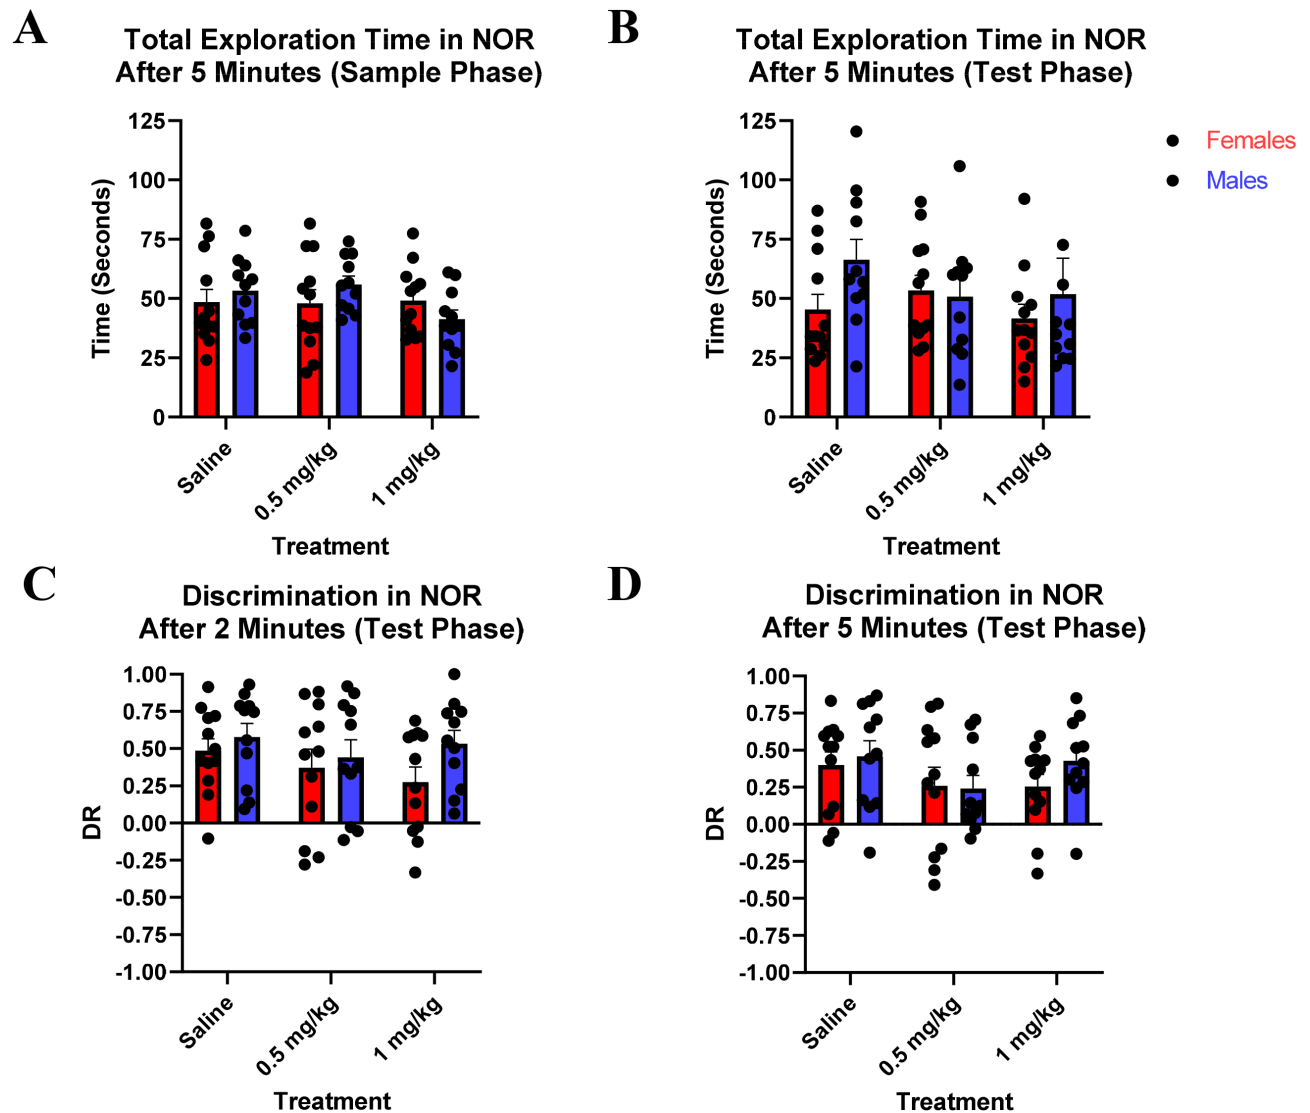 A
Total Exploration Time in NOR
After 5 Minutes (Sample Phase)
Time (Seconds)
125
100
75
50
25
0
Saline
0.5 mg/kg
1 mg/kg
Treatment
B
Total Exploration Time in NOR
After 5 Minutes (Test Phase)
Time (Seconds)
125
100
75
50
25
0
Saline
0.5 mg/kg
1 mg/kg
Treatment
Females
Males
C
Discrimination in NOR
After 2 Minutes (Test Phase)
DR
1.00
0.75
0.50
0.25
0.00
-0.25
-0.50
-0.75
-1.00
Saline
0.5 mg/kg
1 mg/kg
Treatment
D
Discrimination in NOR
After 5 Minutes (Test Phase)
DR
1.00
0.75
0.50
0.25
0.00
-0.25
-0.50
-0.75
-1.00
Saline
0.5 mg/kg
1 mg/kg
Treatment